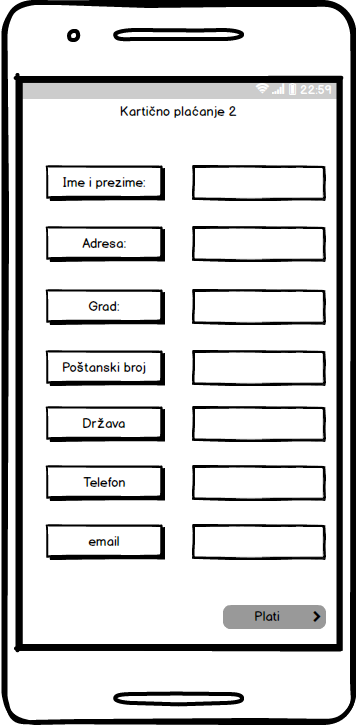 22:59
Kartično plaćanje 2
Ime i prezime:
Adresa:
Grad:
Poštanski broj
Država
Telefon
email
Plati